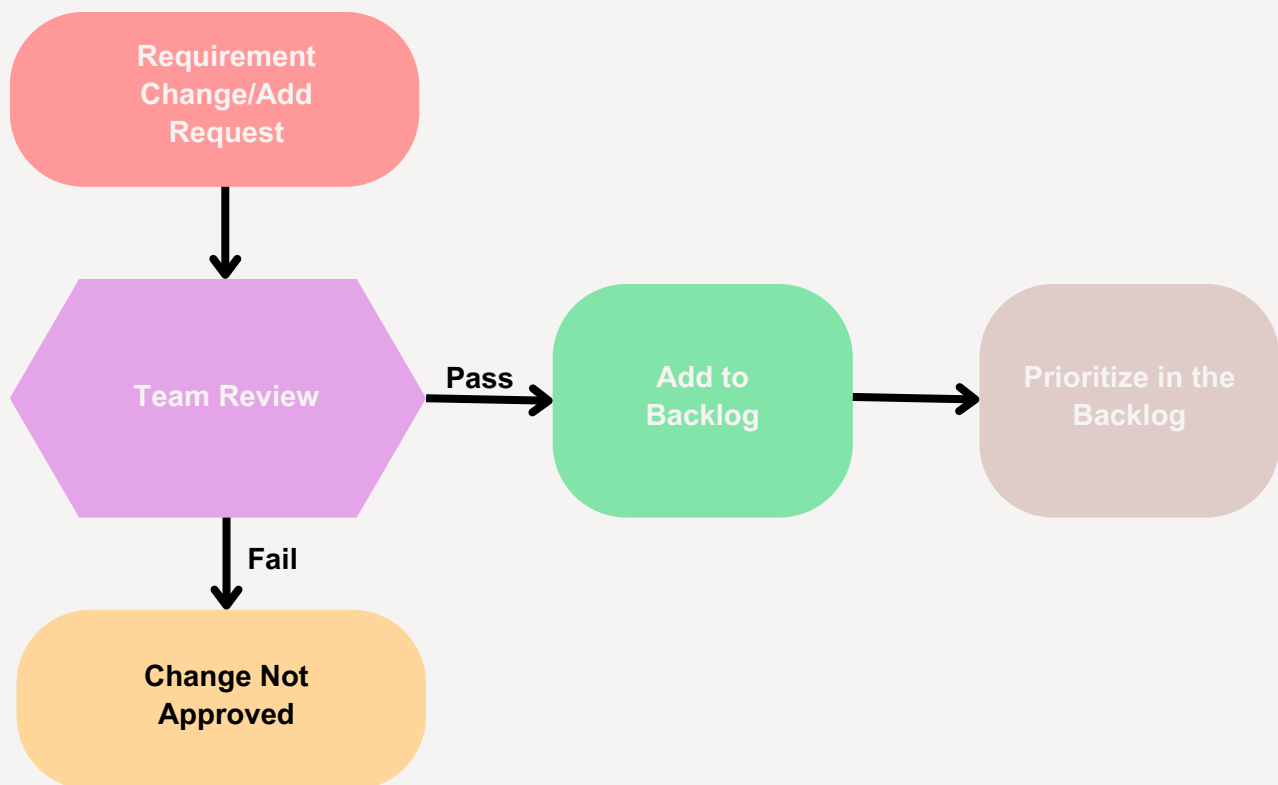 Requirement
Change/Add
Request
Team Review
Pass
Add to
Backlog
Prioritize in the
Backlog
Fail
Change Not
Approved